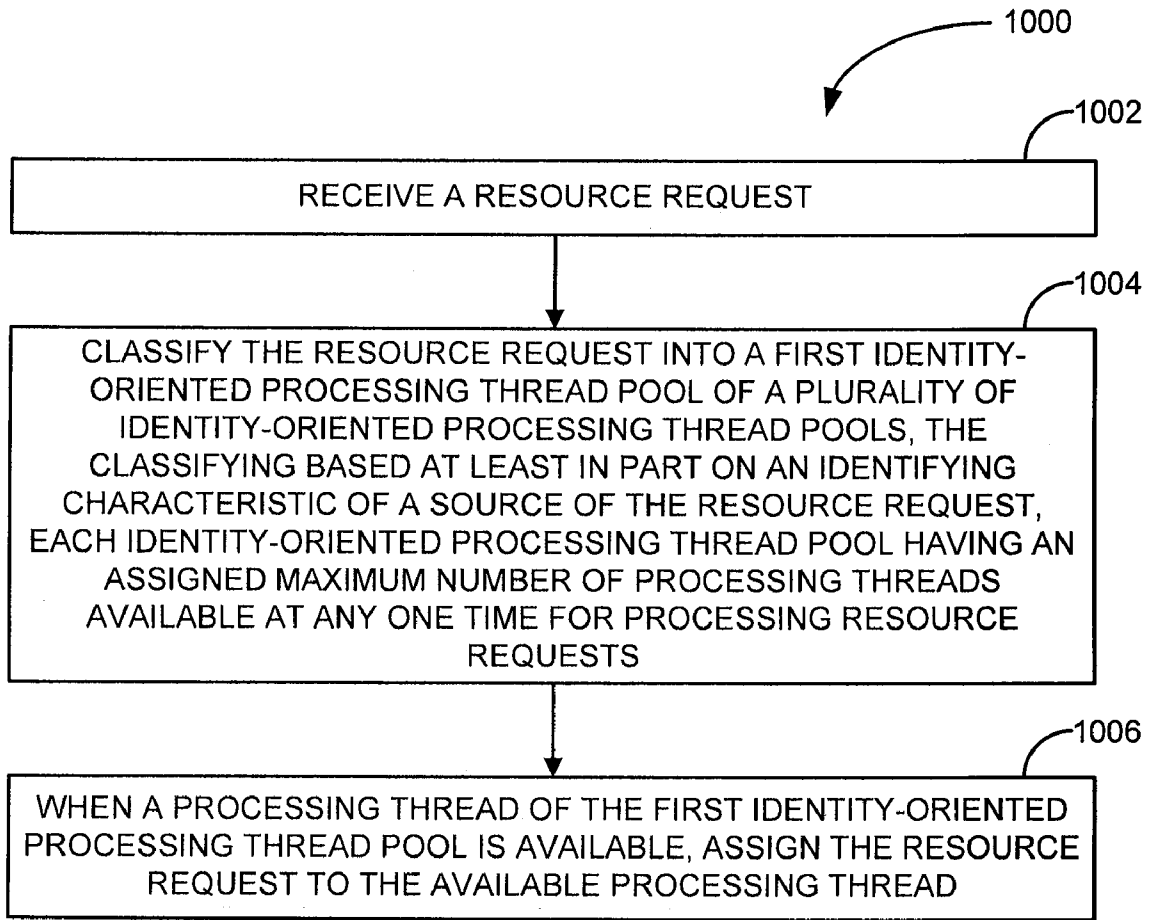 1000
1002
RECEIVE A RESOURCE REQUEST
1004
CLASSIFY THE RESOURCE REQUEST INTO A FIRST IDENTITY-
ORIENTED PROCESSING THREAD POOL OF A PLURALITY OF
IDENTITY-ORIENTED PROCESSING THREAD POOLS, THE
CLASSIFYING BASED AT LEAST IN PART ON AN IDENTIFYING
CHARACTERISTIC OF A SOURCE OF THE RESOURCE REQUEST,
EACH IDENTITY-ORIENTED PROCESSING THREAD POOL HAVING AN
ASSIGNED MAXIMUM NUMBER OF PROCESSING THREADS
AVAILABLE AT ANY ONE TIME FOR PROCESSING RESOURCE
REQUESTS
1006
WHEN A PROCESSING THREAD OF THE FIRST IDENTITY-ORIENTED
PROCESSING THREAD POOL IS AVAILABLE, ASSIGN THE RESOURCE
REQUEST TO THE AVAILABLE PROCESSING THREAD